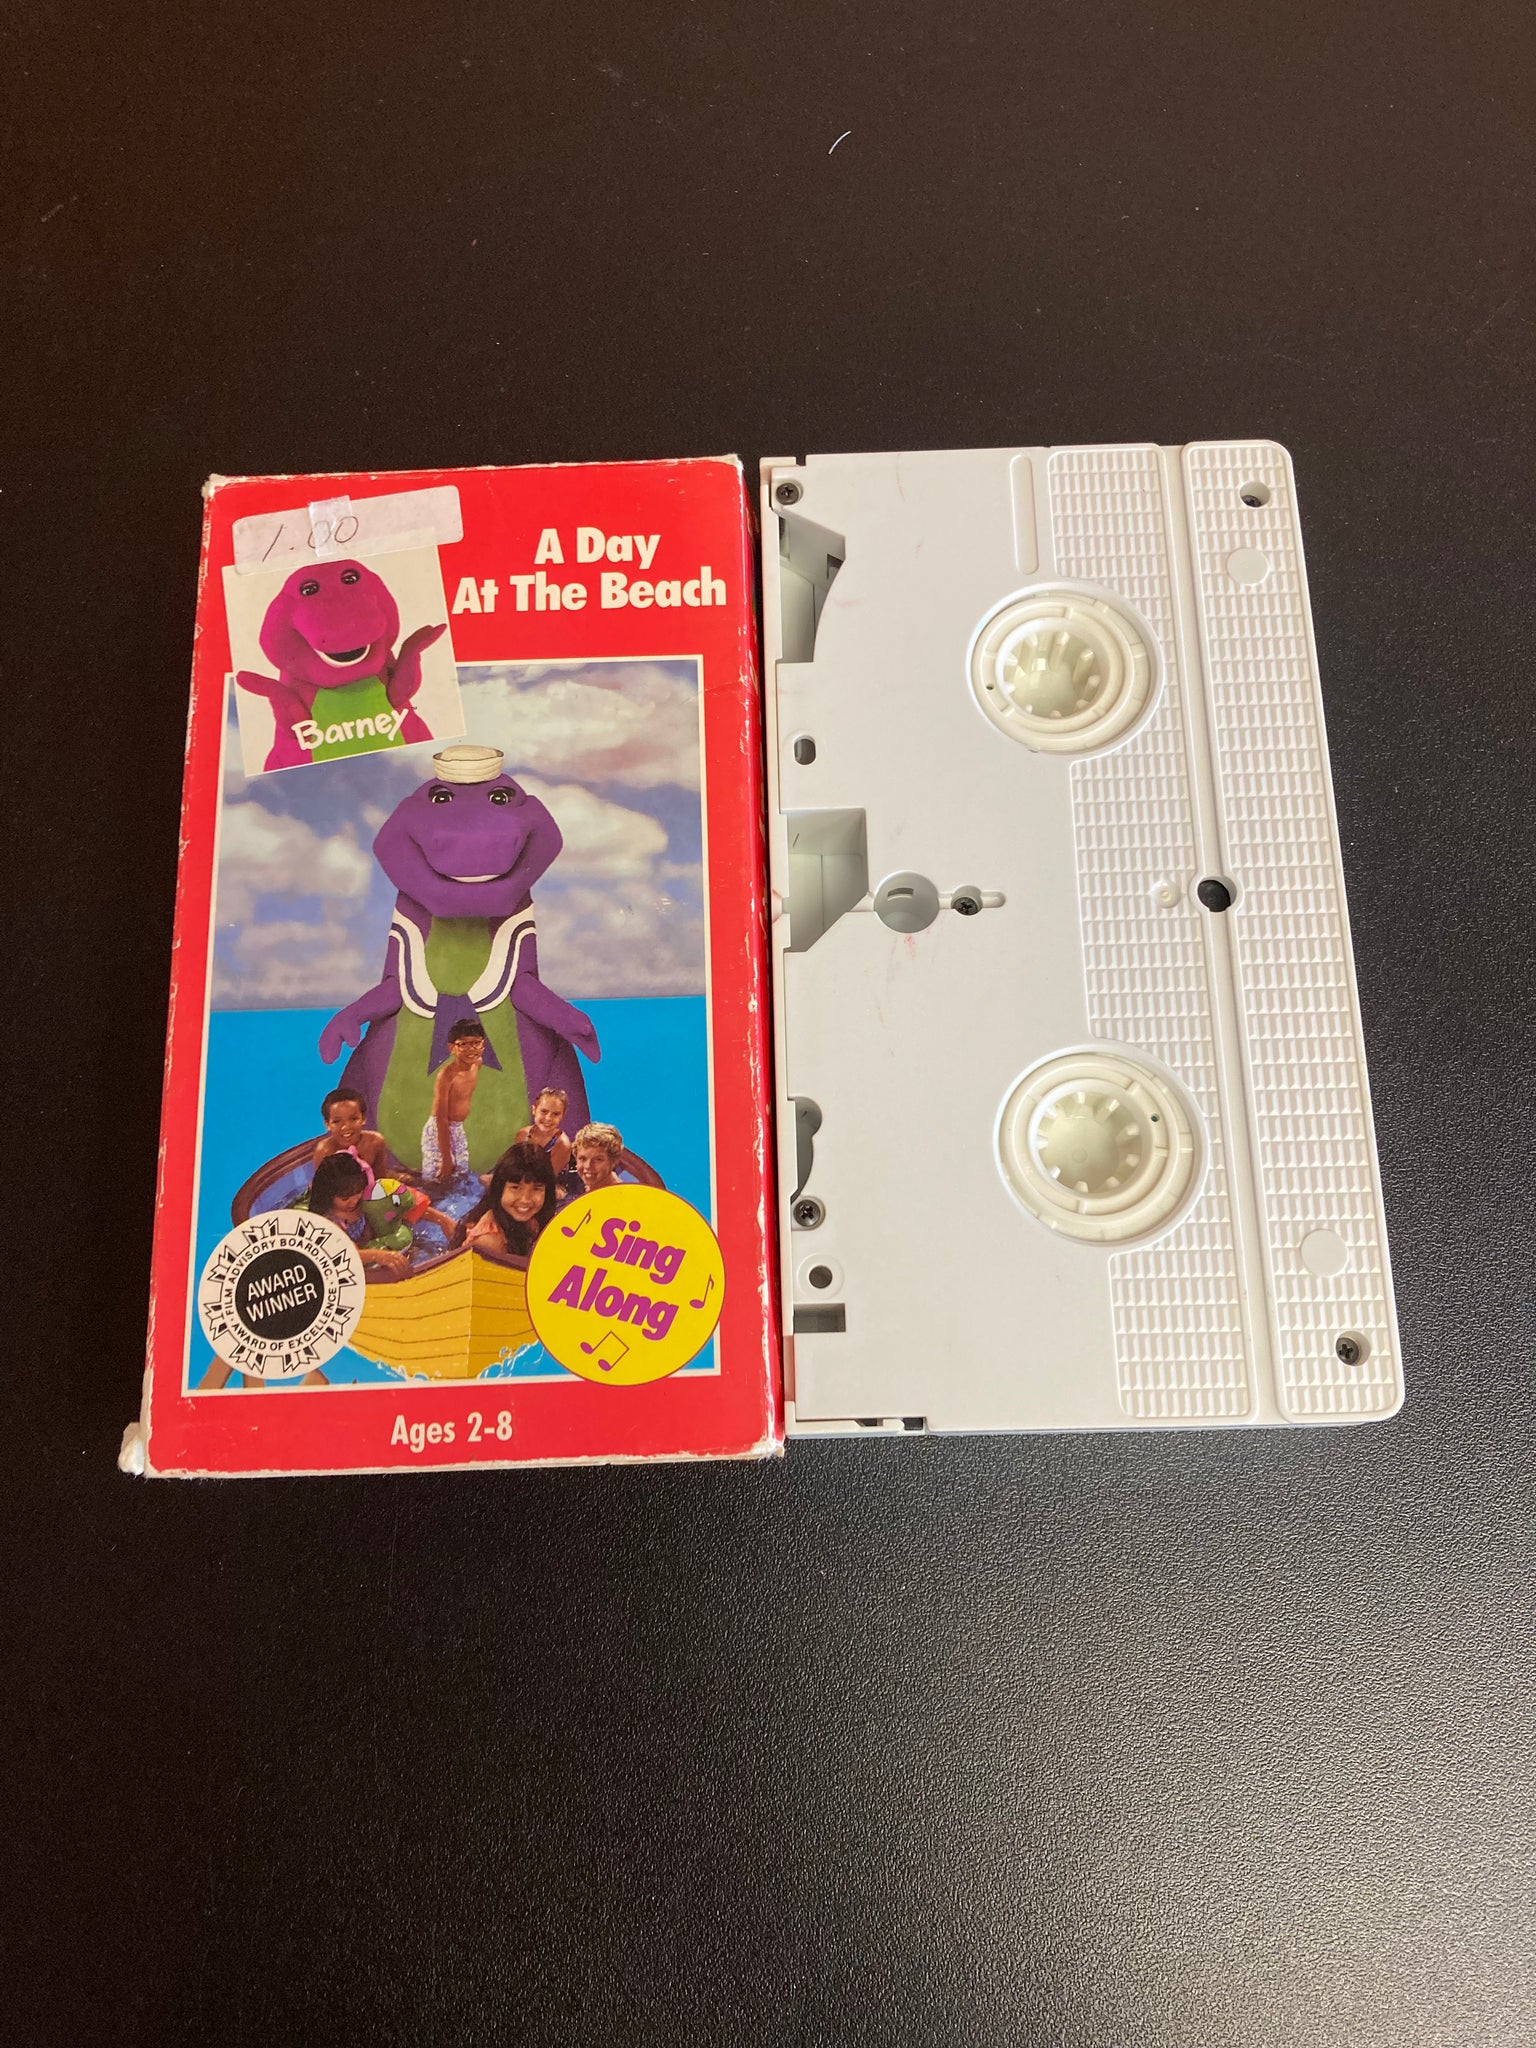 1.00
A Day
At The Beach
Barney™
FILM ADVISORY BOARD, INC.
AWARD
WINNER
AWARD OF EXCELLENCE
Sing
Along
Ages 2-8